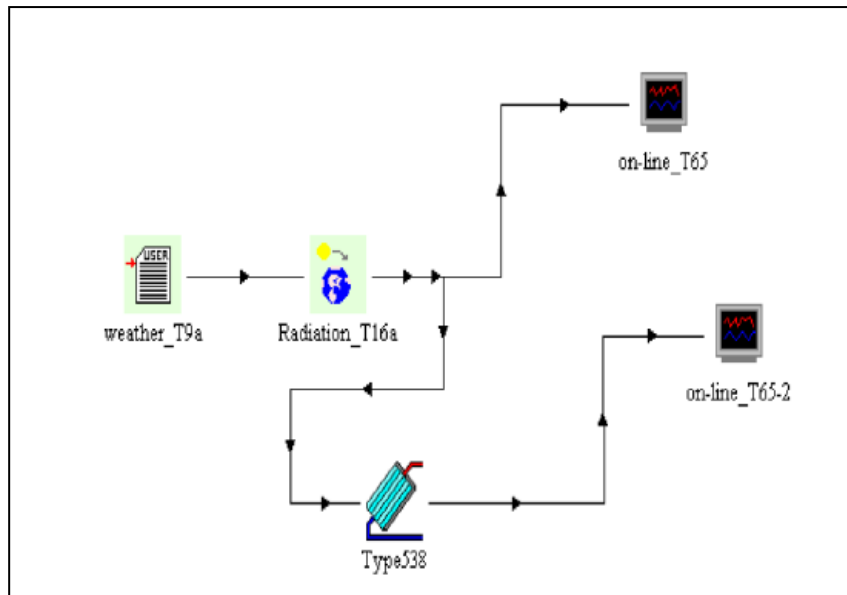 on-line_T65
USER
weather_T9a
Radiation_T16a
on-line_T65-2
Type538